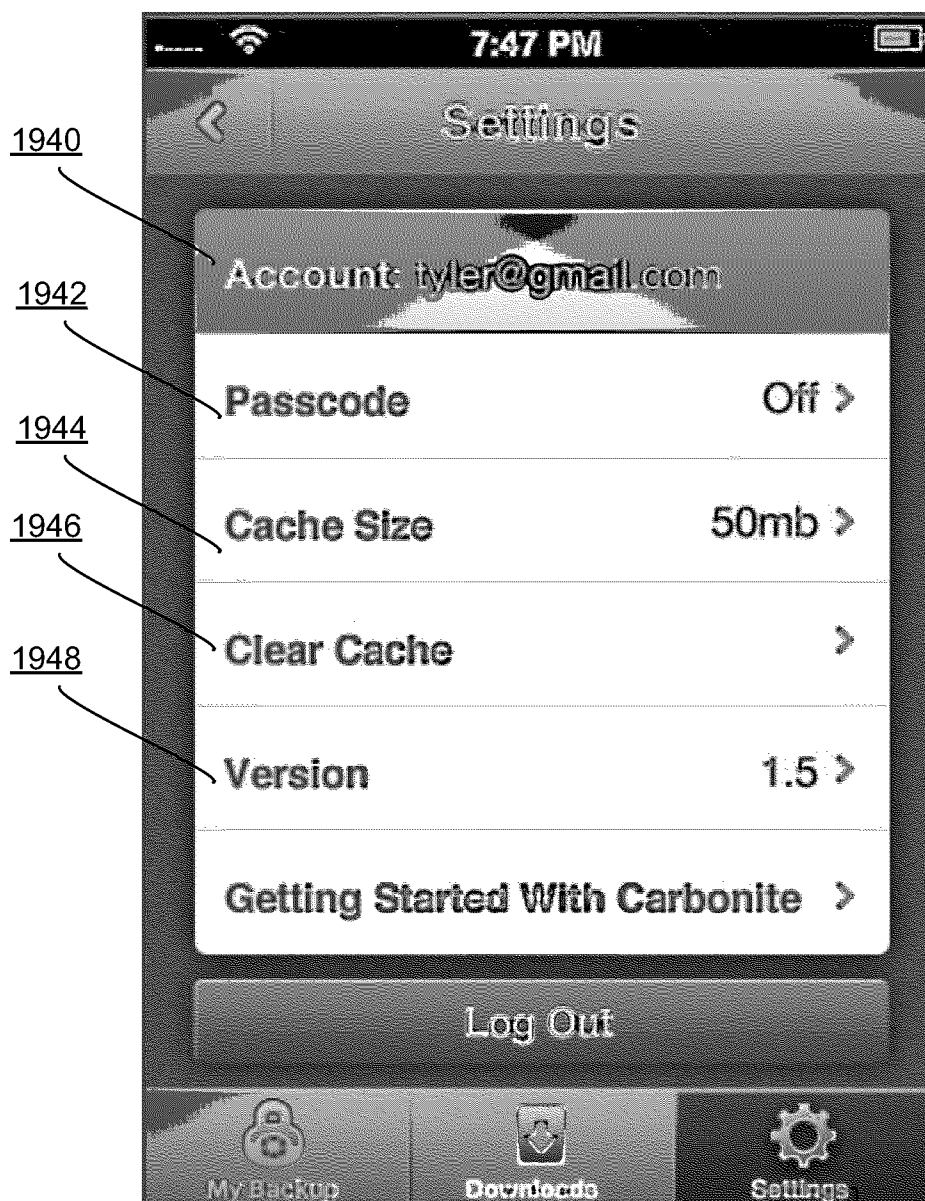 7:47 PM
Settings
1940
Account: tyler@gmail.com
1942
Passcode Off >
1944
Cache Size 50mb >
1946
Clear Cache >
1948
Version 1.5 >
Getting Started With Carbonite >
Log Out
My Backup Downloads Settings